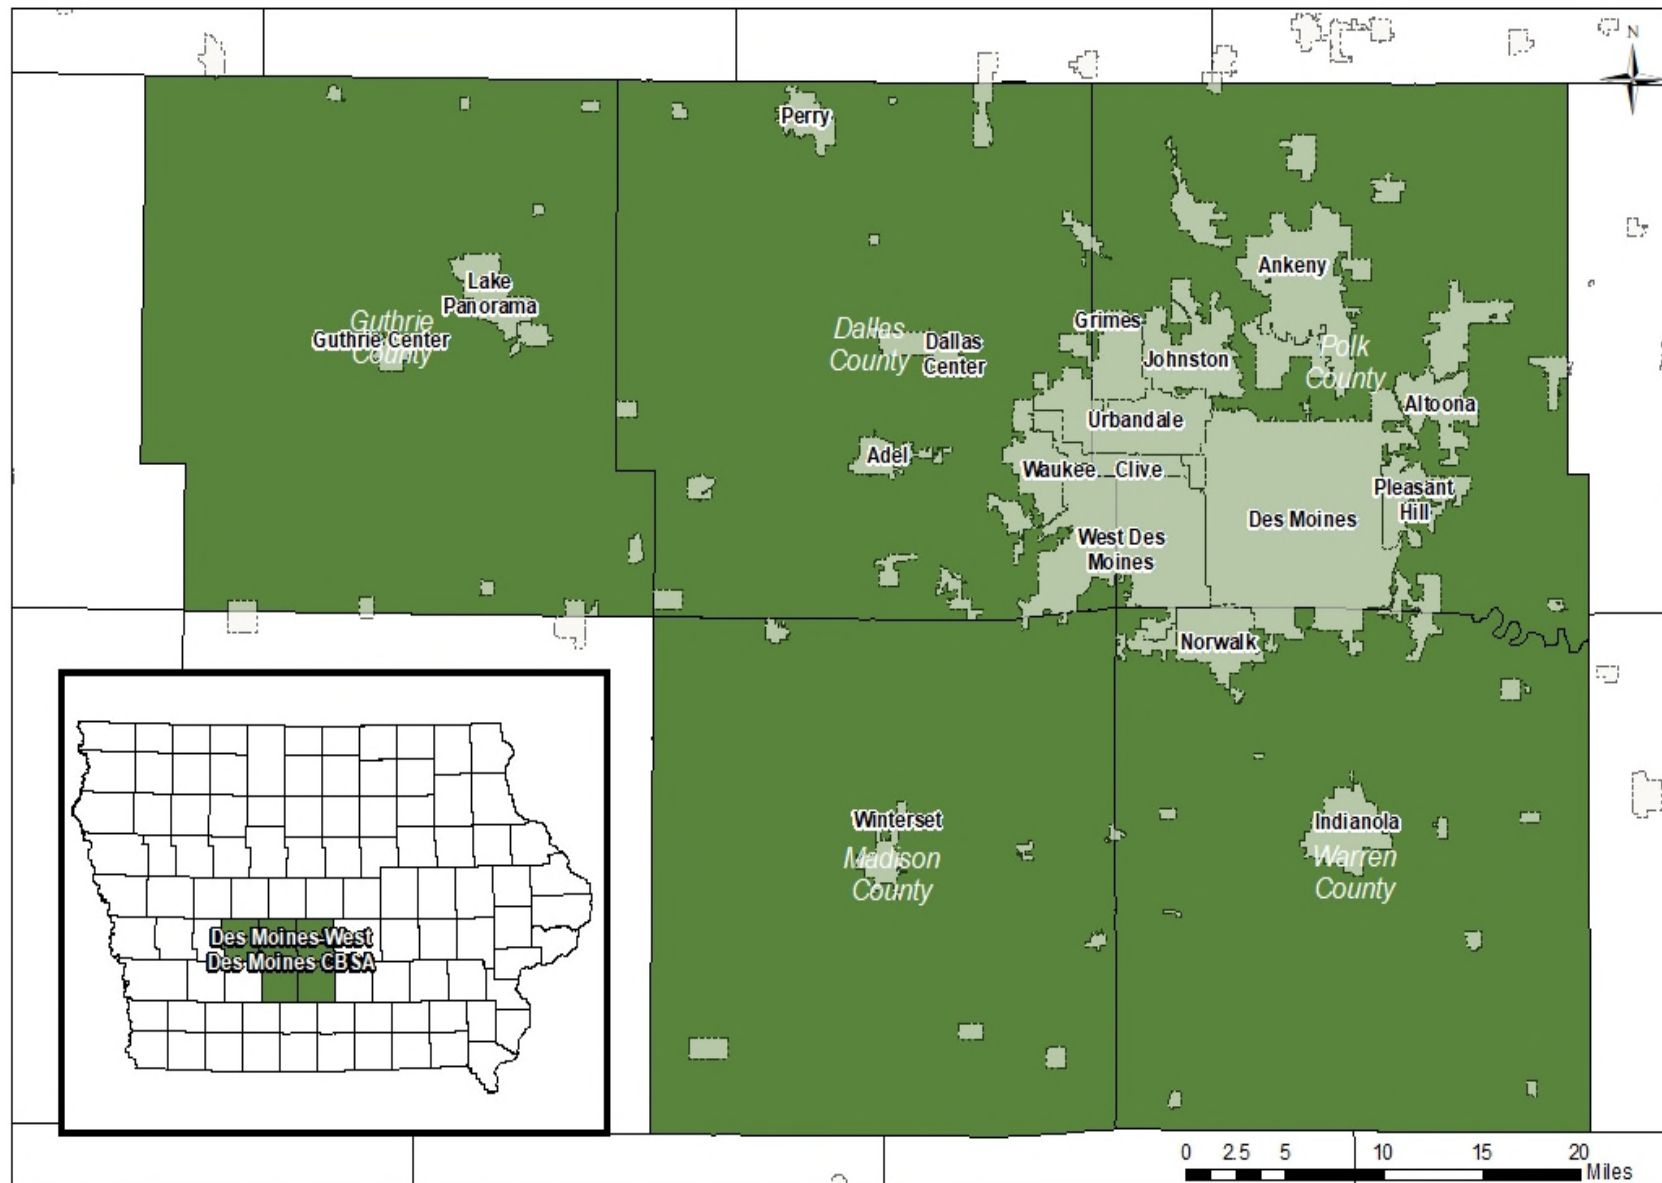 N
Perry
Ankeny
Lake
Panorama
Guthrie
County
Guthrie Center
Dallas
County
Dallas
Center
Grimes
Johnston
Polk
County
Altoona
Urbandale
Adel
Waukee
Clive
Pleasant
Hill
Des Moines
West Des
Moines
Norwalk
Winterset
Madison
County
Indianola
Warren
County
Des Moines-West
Des Moines CBSA
0 2.5 5 10 15 20
Miles